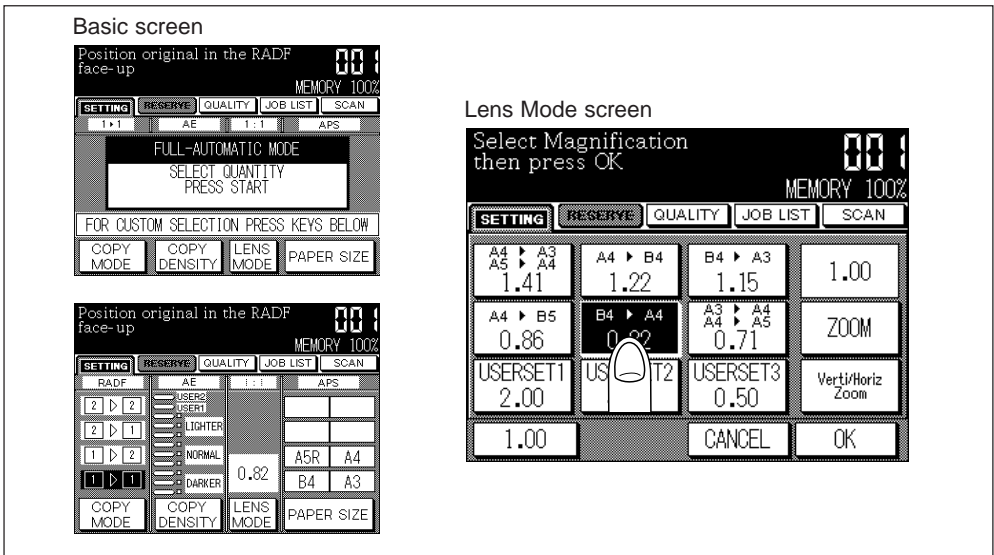 Basic screen
Position original in the RADF
face-up
001
MEMORY 100%
SETTING RESERVE QUALITY JOB LIST SCAN
1▸1 AE 1:1 APS
FULL-AUTOMATIC MODE
SELECT QUANTITY
PRESS START
FOR CUSTOM SELECTION PRESS KEYS BELOW
COPY MODE COPY DENSITY LENS MODE PAPER SIZE
Position original in the RADF
face-up
001
MEMORY 100%
SETTING RESERVE QUALITY JOB LIST SCAN
RADF AE 1:1 APS
2 ▷ 2 USER2
USER1
2 ▷ 1 LIGHTER
1 ▷ 2 NORMAL A5R A4
1 ▷ 1 DARKER 0.82 B4 A3
COPY MODE COPY DENSITY LENS MODE PAPER SIZE
Lens Mode screen
Select Magnification
then press OK
001
MEMORY 100%
SETTING RESERVE QUALITY JOB LIST SCAN
A4 ▸ A3
A5 ▸ A4
1.41
A4 ▸ B4
1.22
B4 ▸ A3
1.15
1.00
A4 ▸ B5
0.86
B4 ▸ A4
A3 ▸ A4
A4 ▸ A5
0.71
ZOOM
USERSET1
2.00
USERSET3
0.50
Verti/Horiz
Zoom
1.00 CANCEL OK